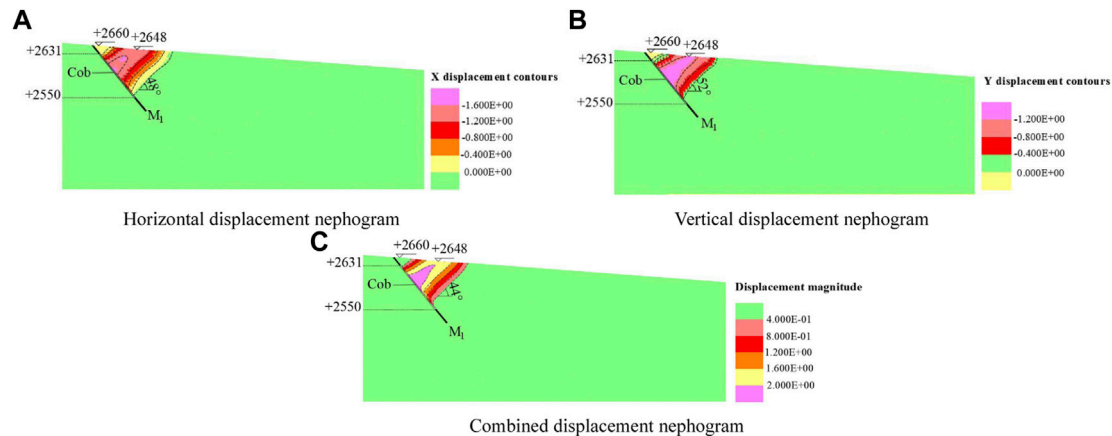 A
+2660
+2648
+2631
Cob
48°
+2550
M1
X displacement contours
-1.600E+00
-1.200E+00
-0.800E+00
-0.400E+00
0.000E+00
Horizontal displacement nephogram
B
+2660
+2648
+2631
Cob
52°
+2550
M1
Y displacement contours
-1.200E+00
-0.800E+00
-0.400E+00
0.000E+00
Vertical displacement nephogram
C
+2660
+2648
+2631
Cob
44°
+2550
M1
Displacement magnitude
4.000E-01
8.000E-01
1.200E+00
1.600E+00
2.000E+00
Combined displacement nephogram